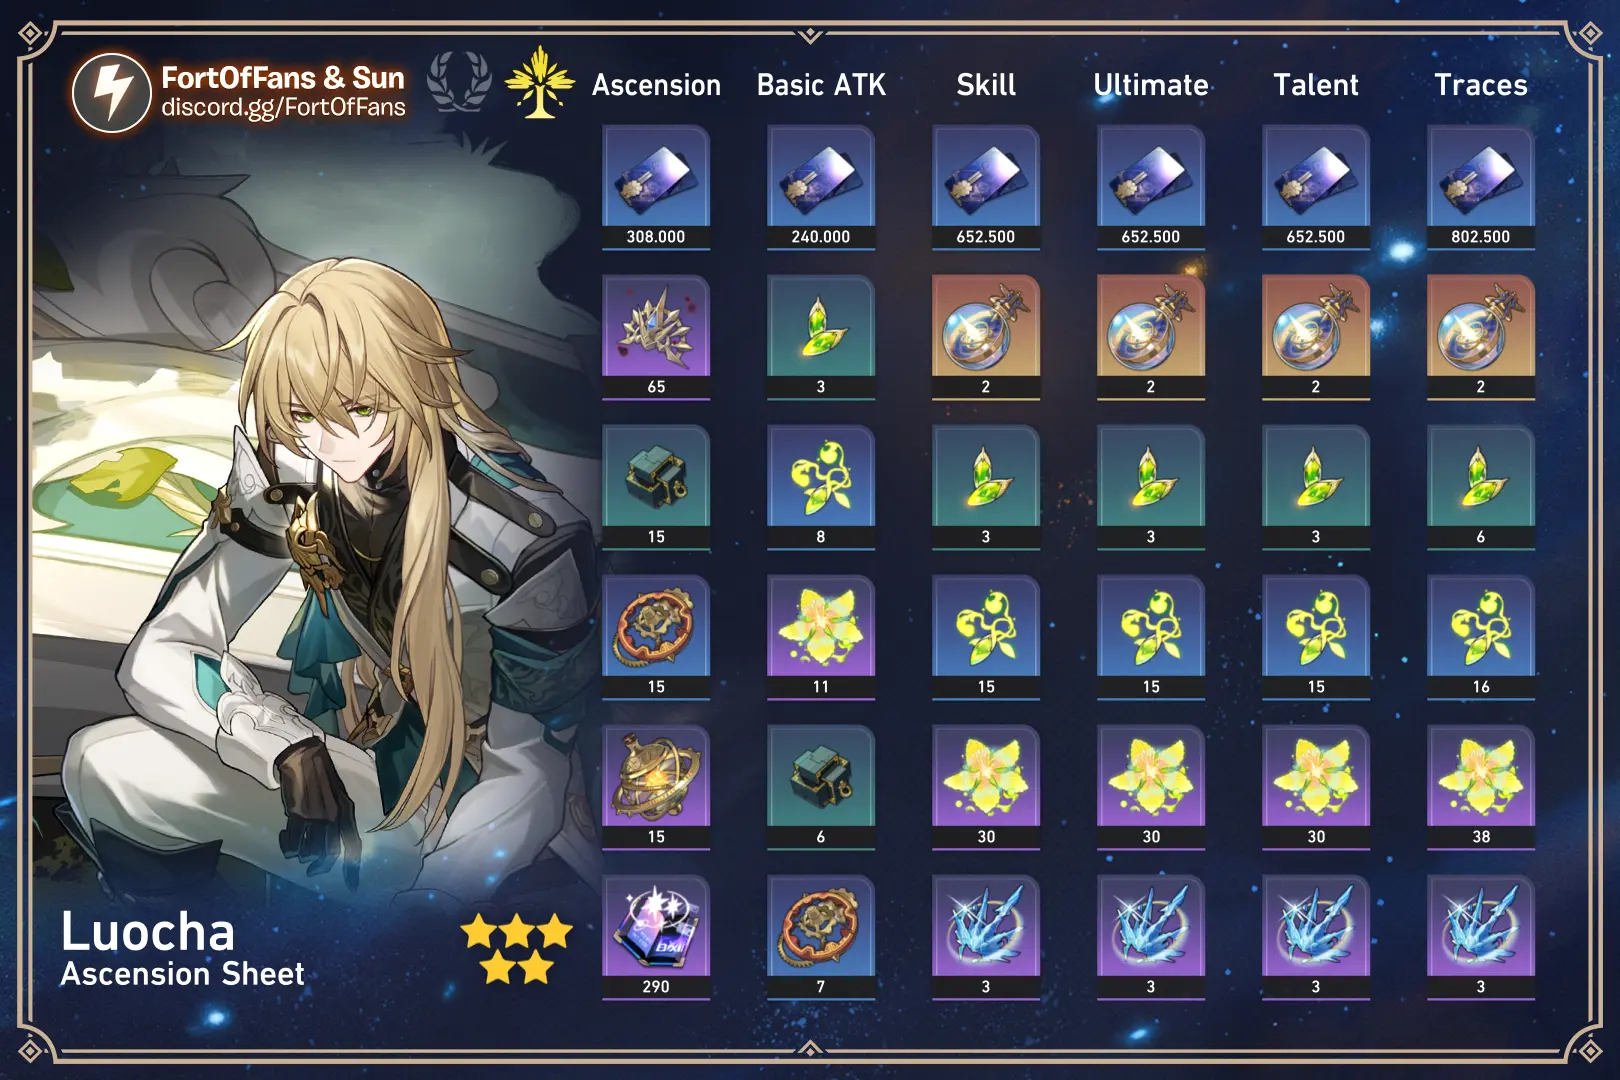 FortOfFans & Sun
discord.gg/FortOfFans
Ascension Basic ATK Skill Ultimate Talent Traces
308.000 240.000 652.500 652.500 652.500 802.500
65 3 2 2 2 2
15 8 3 3 3 6
15 11 15 15 15 16
15 6 30 30 30 38
290 7 3 3 3 3
Luocha
Ascension Sheet